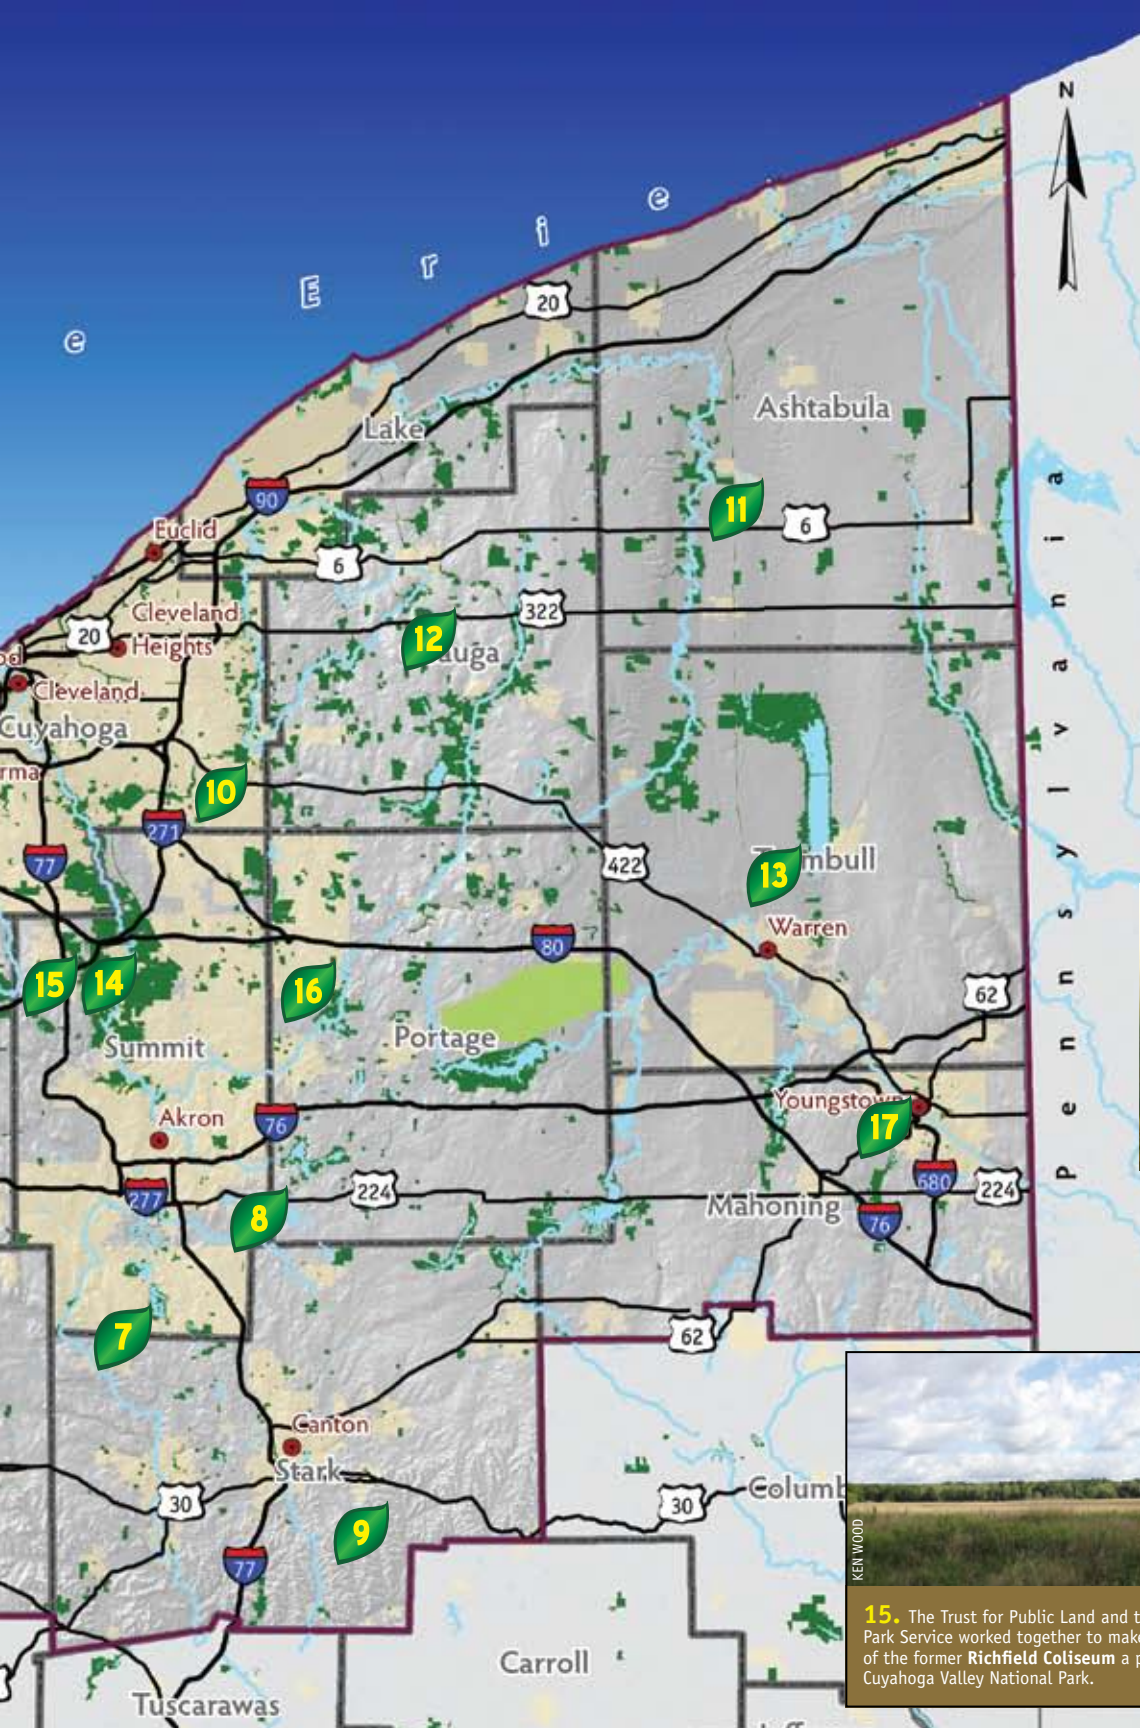 N
e
E
r
i
e
20
Lake
Ashtabula
90
11
6
Euclid
6
Cleveland
Heights
20
322
12
Cleveland
Cuyahoga
10
271
77
422
13
Warren
80
15
14
16
62
Portage
Summit
Akron
76
Youngstown
17
277
224
8
680
224
Mahoning
76
7
62
Canton
Stark
30
30
9
77
Carroll
Tuscarawas
Pennsylvania
KEN WOOD
15. The Trust for Public Land and t
Park Service worked together to make
of the former Richfield Coliseum a p
Cuyahoga Valley National Park.